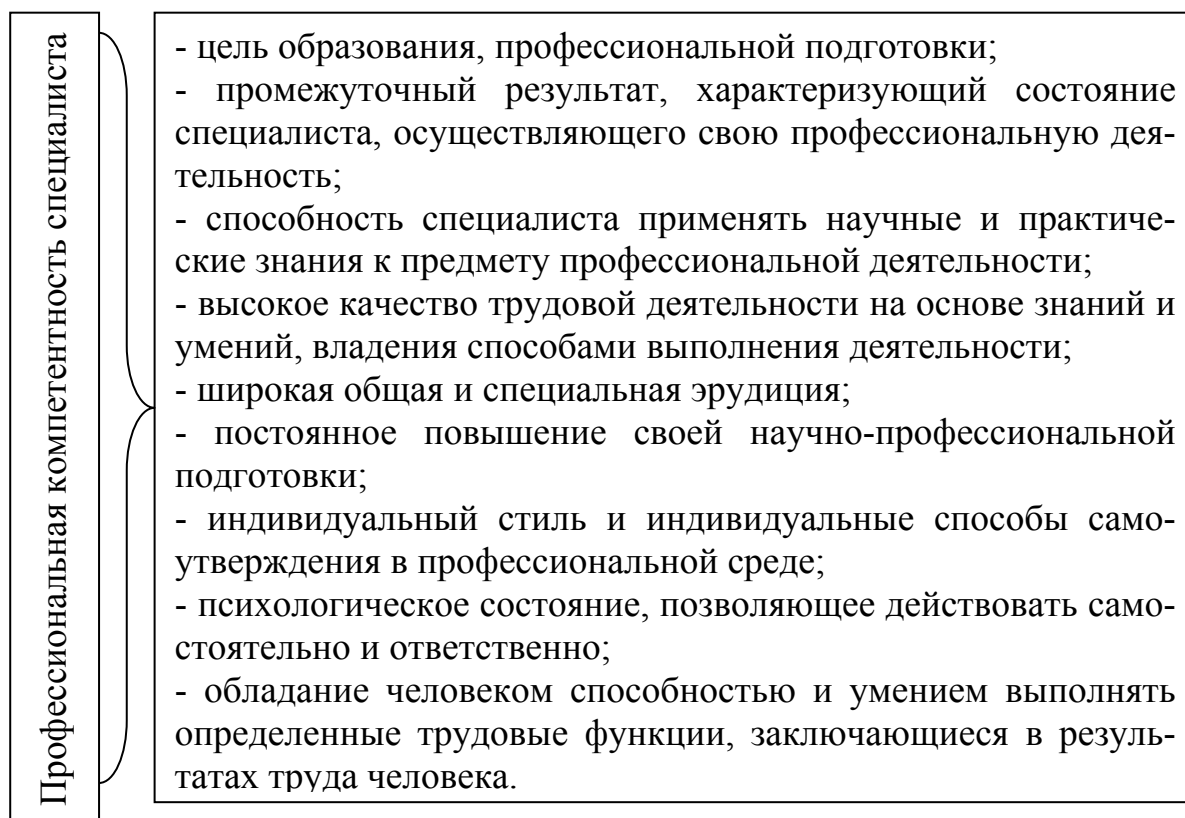 Профессиональная компетентность специалиста
- цель образования, профессиональной подготовки;
- промежуточный результат, характеризующий состояние
специалиста, осуществляющего свою профессиональную дея-
тельность;
- способность специалиста применять научные и практиче-
ские знания к предмету профессиональной деятельности;
- высокое качество трудовой деятельности на основе знаний и
умений, владения способами выполнения деятельности;
- широкая общая и специальная эрудиция;
- постоянное повышение своей научно-профессиональной
подготовки;
- индивидуальный стиль и индивидуальные способы само-
утверждения в профессиональной среде;
- психологическое состояние, позволяющее действовать само-
стоятельно и ответственно;
- обладание человеком способностью и умением выполнять
определенные трудовые функции, заключающиеся в резуль-
татах труда человека.